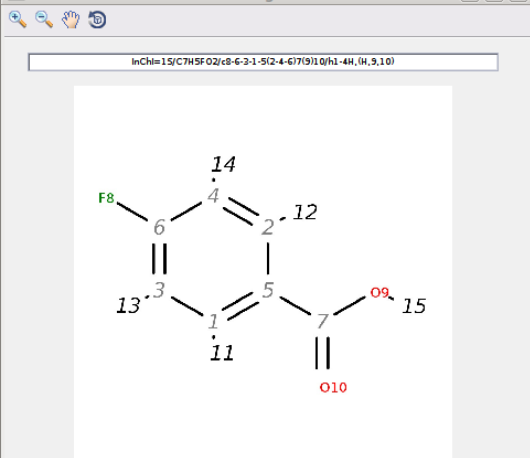 InChI=1S/C7H5FO2/c8-6-3-1-5(2-4-6)7(9)10/h1-4H,(H,9,10)
14
F8 4
6 2 12
13 3 5 O9 15
1 7
11
O10